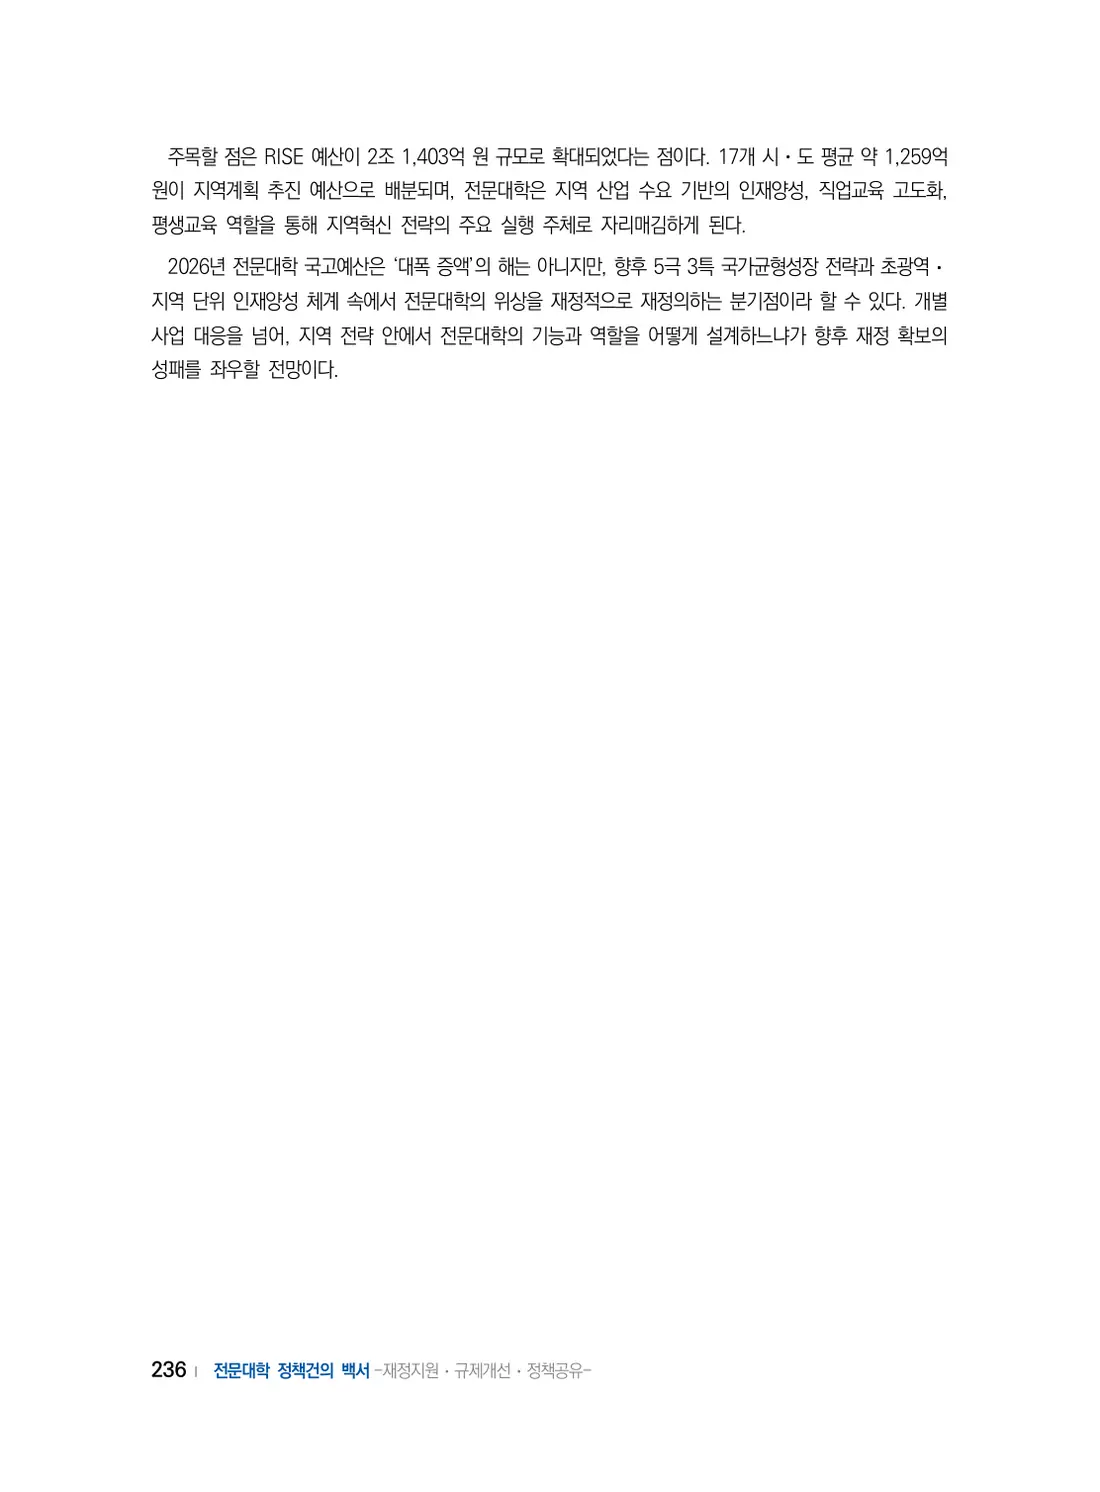 주목할 점은 RISE 예산이 2조 1,403억 원 규모로 확대되었다는 점이다. 17개 시·도 평균 약 1,259억
원이 지역계획 추진 예산으로 배분되며, 전문대학은 지역 산업 수요 기반의 인재양성, 직업교육 고도화,
평생교육 역할을 통해 지역혁신 전략의 주요 실행 주체로 자리매김하게 된다.
2026년 전문대학 국고예산은 ‘대폭 증액’의 해는 아니지만, 향후 5극 3특 국가균형성장 전략과 초광역·
지역 단위 인재양성 체계 속에서 전문대학의 위상을 재정적으로 재정의하는 분기점이라 할 수 있다. 개별
사업 대응을 넘어, 지역 전략 안에서 전문대학의 기능과 역할을 어떻게 설계하느냐가 향후 재정 확보의
성패를 좌우할 전망이다.
236 | 전문대학 정책건의 백서 -재정지원·규제개선·정책공유-